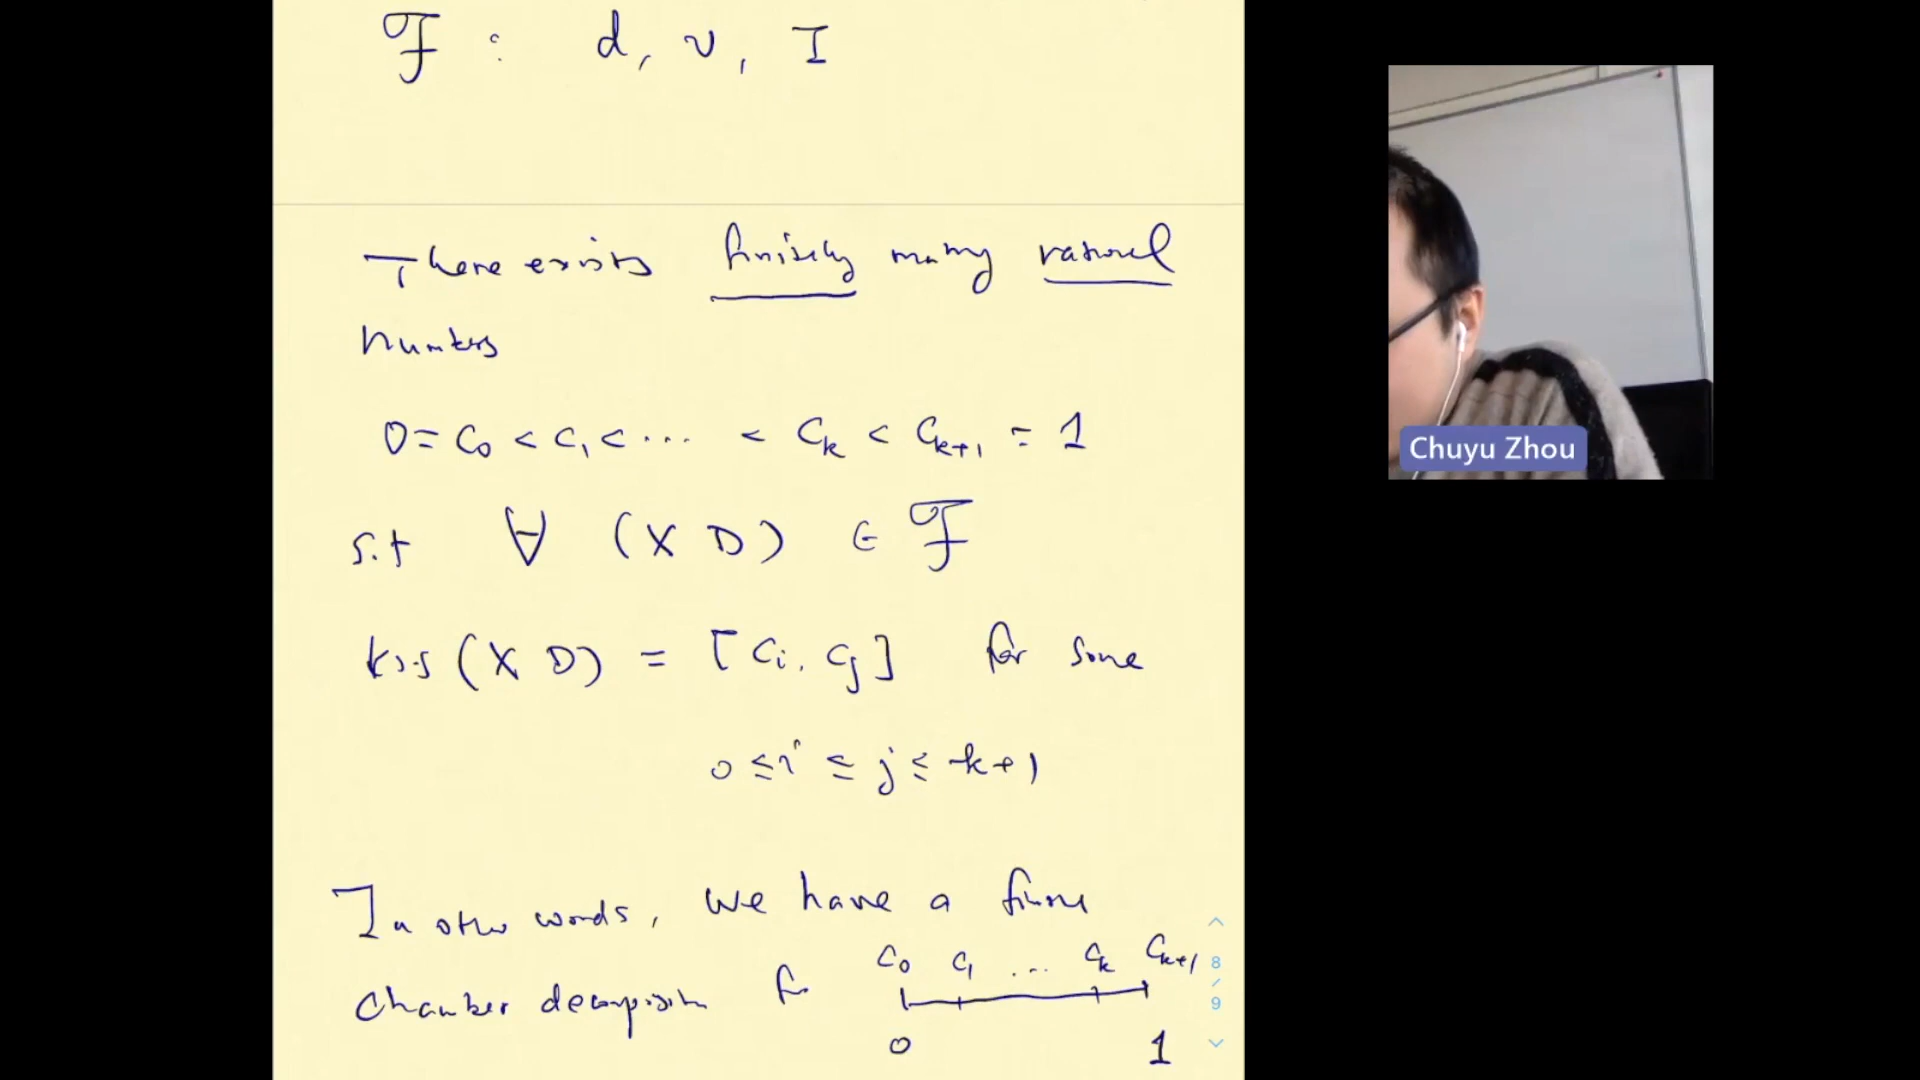 F : d, v, I
There exists finitely many rational
numbers
0 = c₀ < c₁ < ... < cₖ < cₖ₊₁ = 1
s.t ∀ (X D) ∈ F
kss (X D) = [cᵢ, cⱼ] for some
0 ≤ i ≤ j ≤ k+1
In other words, we have a finite
c₀ c₁ ... cₖ cₖ₊₁
chamber decomposition for
0 1
8
/
9
Chuyu Zhou